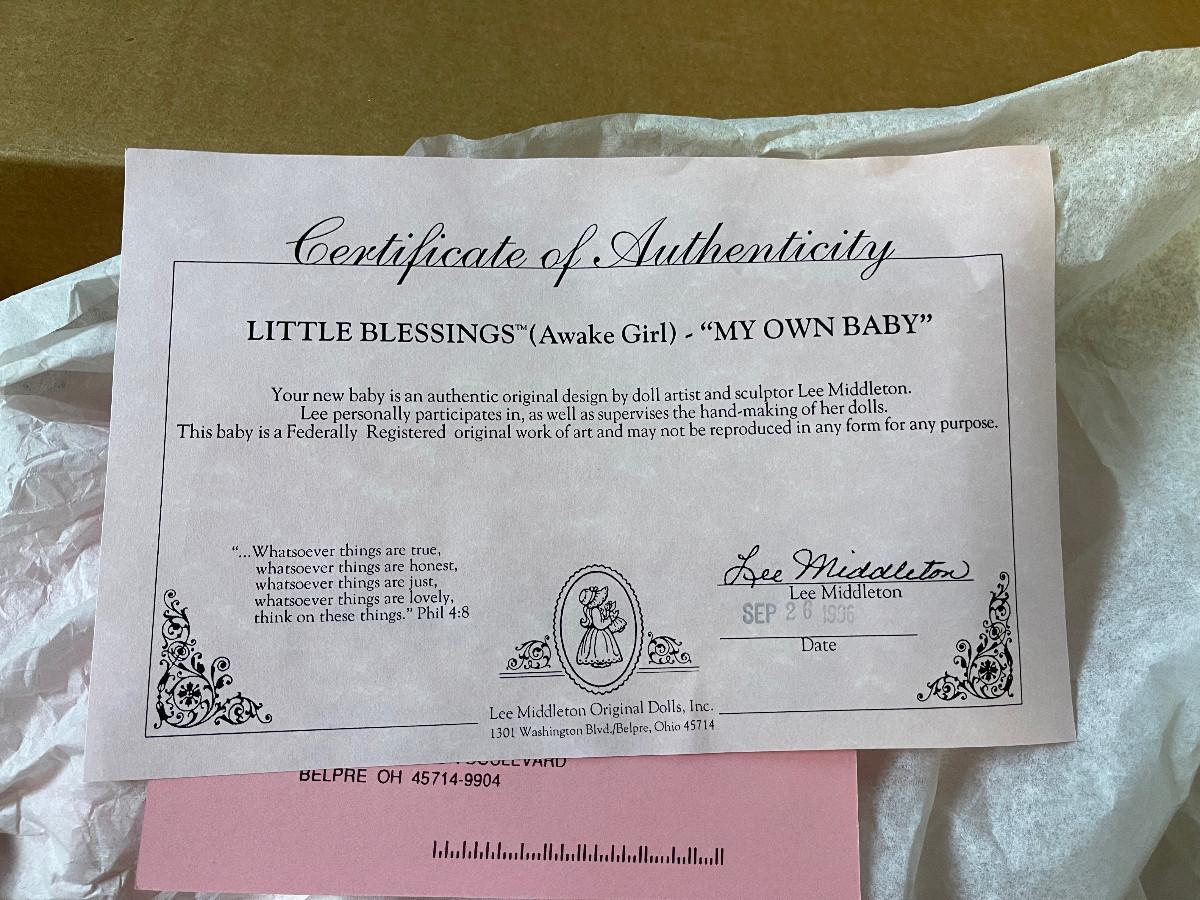 Certificate of Authenticity
LITTLE BLESSINGS™ (Awake Girl) - “MY OWN BABY”
Your new baby is an authentic original design by doll artist and sculptor Lee Middleton.
Lee personally participates in, as well as supervises the hand-making of her dolls.
This baby is a Federally Registered original work of art and may not be reproduced in any form for any purpose.
“...Whatsoever things are true,
whatsoever things are honest,
whatsoever things are just,
whatsoever things are lovely,
think on these things.” Phil 4:8
Lee Middleton
Lee Middleton
SEP 26 1996
Date
Lee Middleton Original Dolls, Inc.
1301 Washington Blvd./Belpre, Ohio 45714
BOULEVARD
BELPRE OH 45714-9904